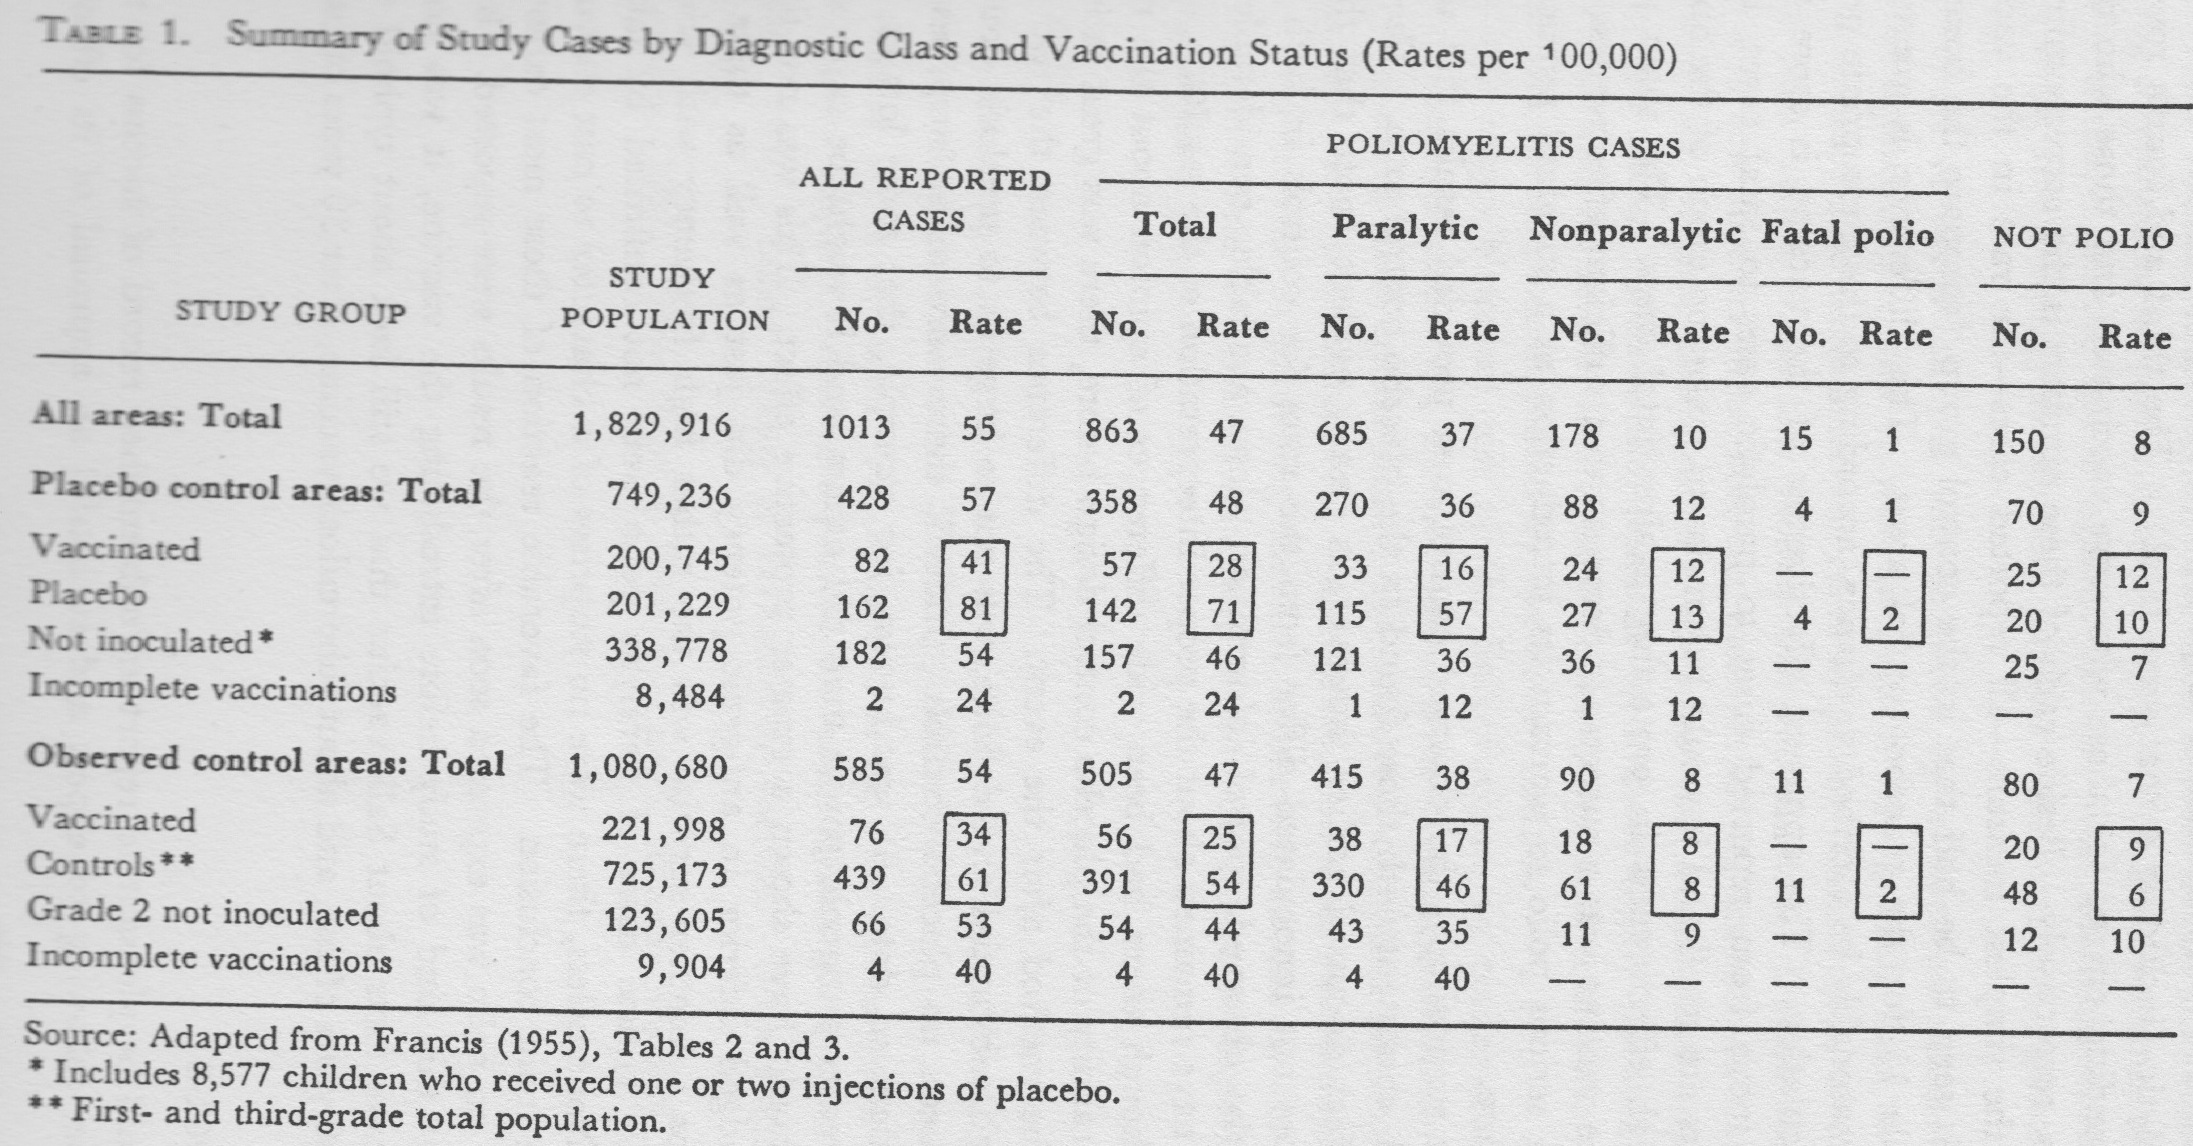 TABLE 1. Summary of Study Cases by Diagnostic Class and Vaccination Status (Rates per 100,000)
POLIOMYELITIS CASES
ALL REPORTED
CASES Total Paralytic Nonparalytic Fatal polio NOT POLIO
STUDY
STUDY GROUP POPULATION No. Rate No. Rate No. Rate No. Rate No. Rate No. Rate
All areas: Total 1,829,916 1013 55 863 47 685 37 178 10 15 1 150 8
Placebo control areas: Total 749,236 428 57 358 48 270 36 88 12 4 1 70 9
Vaccinated 200,745 82 41 57 28 33 16 24 12 — — 25 12
Placebo 201,229 162 81 142 71 115 57 27 13 4 2 20 10
Not inoculated* 338,778 182 54 157 46 121 36 36 11 — — 25 7
Incomplete vaccinations 8,484 2 24 2 24 1 12 1 12 — — — —
Observed control areas: Total 1,080,680 585 54 505 47 415 38 90 8 11 1 80 7
Vaccinated 221,998 76 34 56 25 38 17 18 8 — — 20 9
Controls** 725,173 439 61 391 54 330 46 61 8 11 2 48 6
Grade 2 not inoculated 123,605 66 53 54 44 43 35 11 9 — — 12 10
Incomplete vaccinations 9,904 4 40 4 40 4 40 — — — — — —
Source: Adapted from Francis (1955), Tables 2 and 3.
* Includes 8,577 children who received one or two injections of placebo.
** First- and third-grade total population.